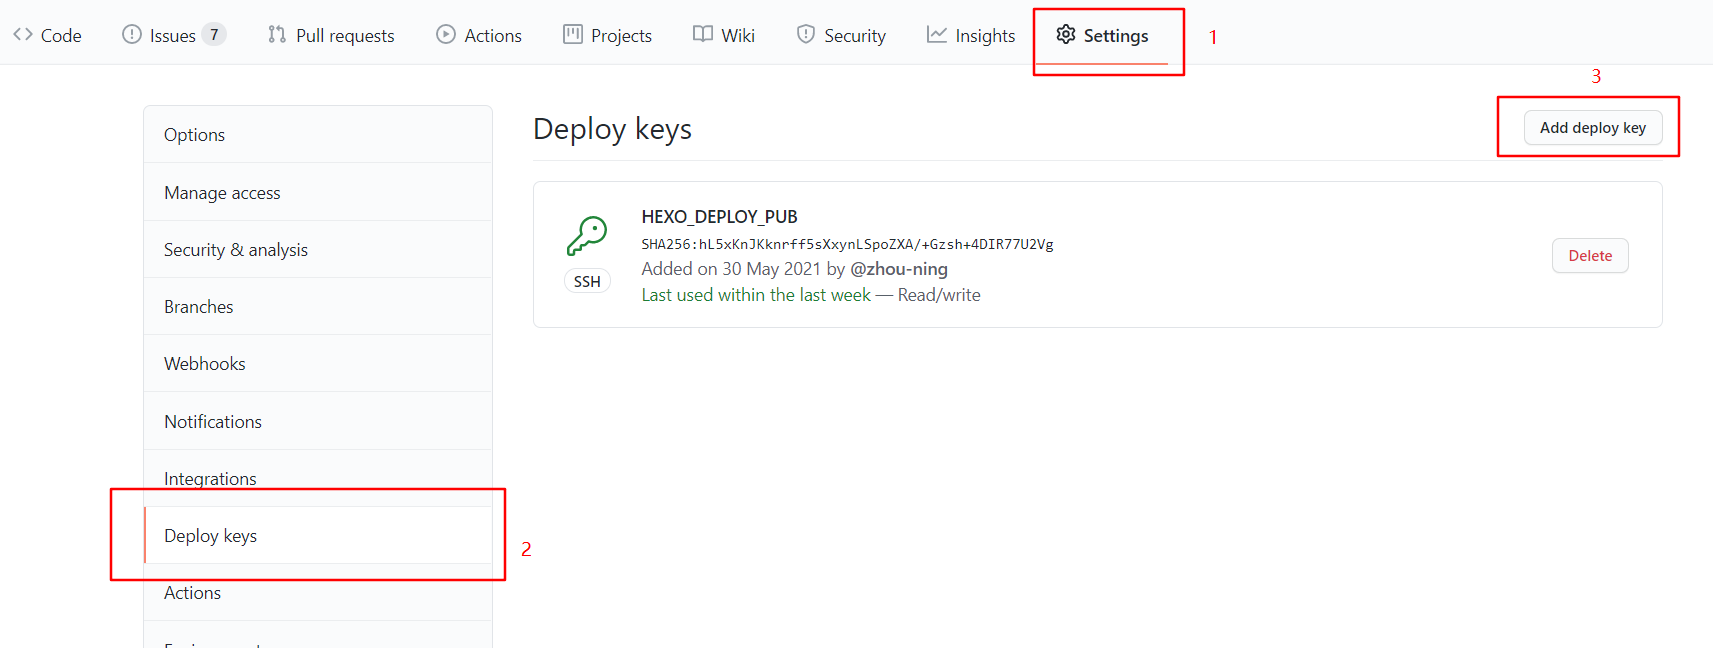 Code Issues 7 Pull requests Actions Projects Wiki Security Insights Settings 1
3
Options
Manage access
Security & analysis
Branches
Webhooks
Notifications
Integrations
Deploy keys 2
Actions
Deploy keys Add deploy key
HEXO_DEPLOY_PUB
SHA256:hL5xKnJKknrff5sXxynLSpoZXA/+Gzsh+4DIR77U2Vg
Added on 30 May 2021 by @zhou-ning
Last used within the last week — Read/write
SSH
Delete